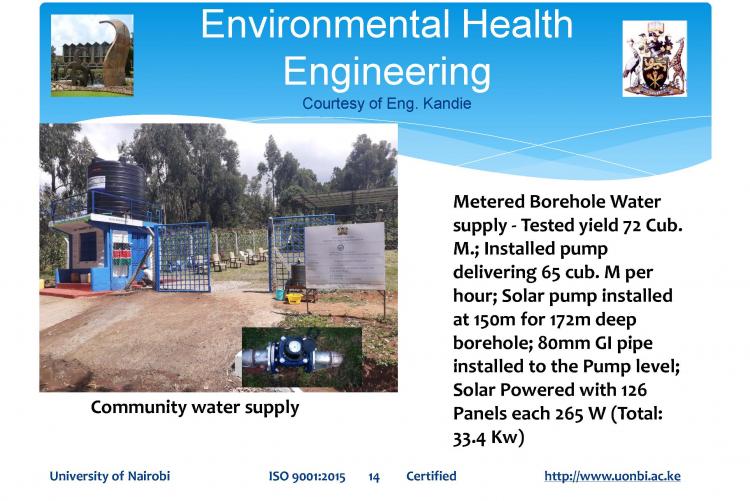 Environmental Health
Engineering
Courtesy of Eng. Kandie
Metered Borehole Water
supply - Tested yield 72 Cub.
M.; Installed pump
delivering 65 cub. M per
hour; Solar pump installed
at 150m for 172m deep
borehole; 80mm GI pipe
installed to the Pump level;
Solar Powered with 126
Panels each 265 W (Total:
33.4 Kw)
Community water supply
University of Nairobi ISO 9001:2015 14 Certified http://www.uonbi.ac.ke